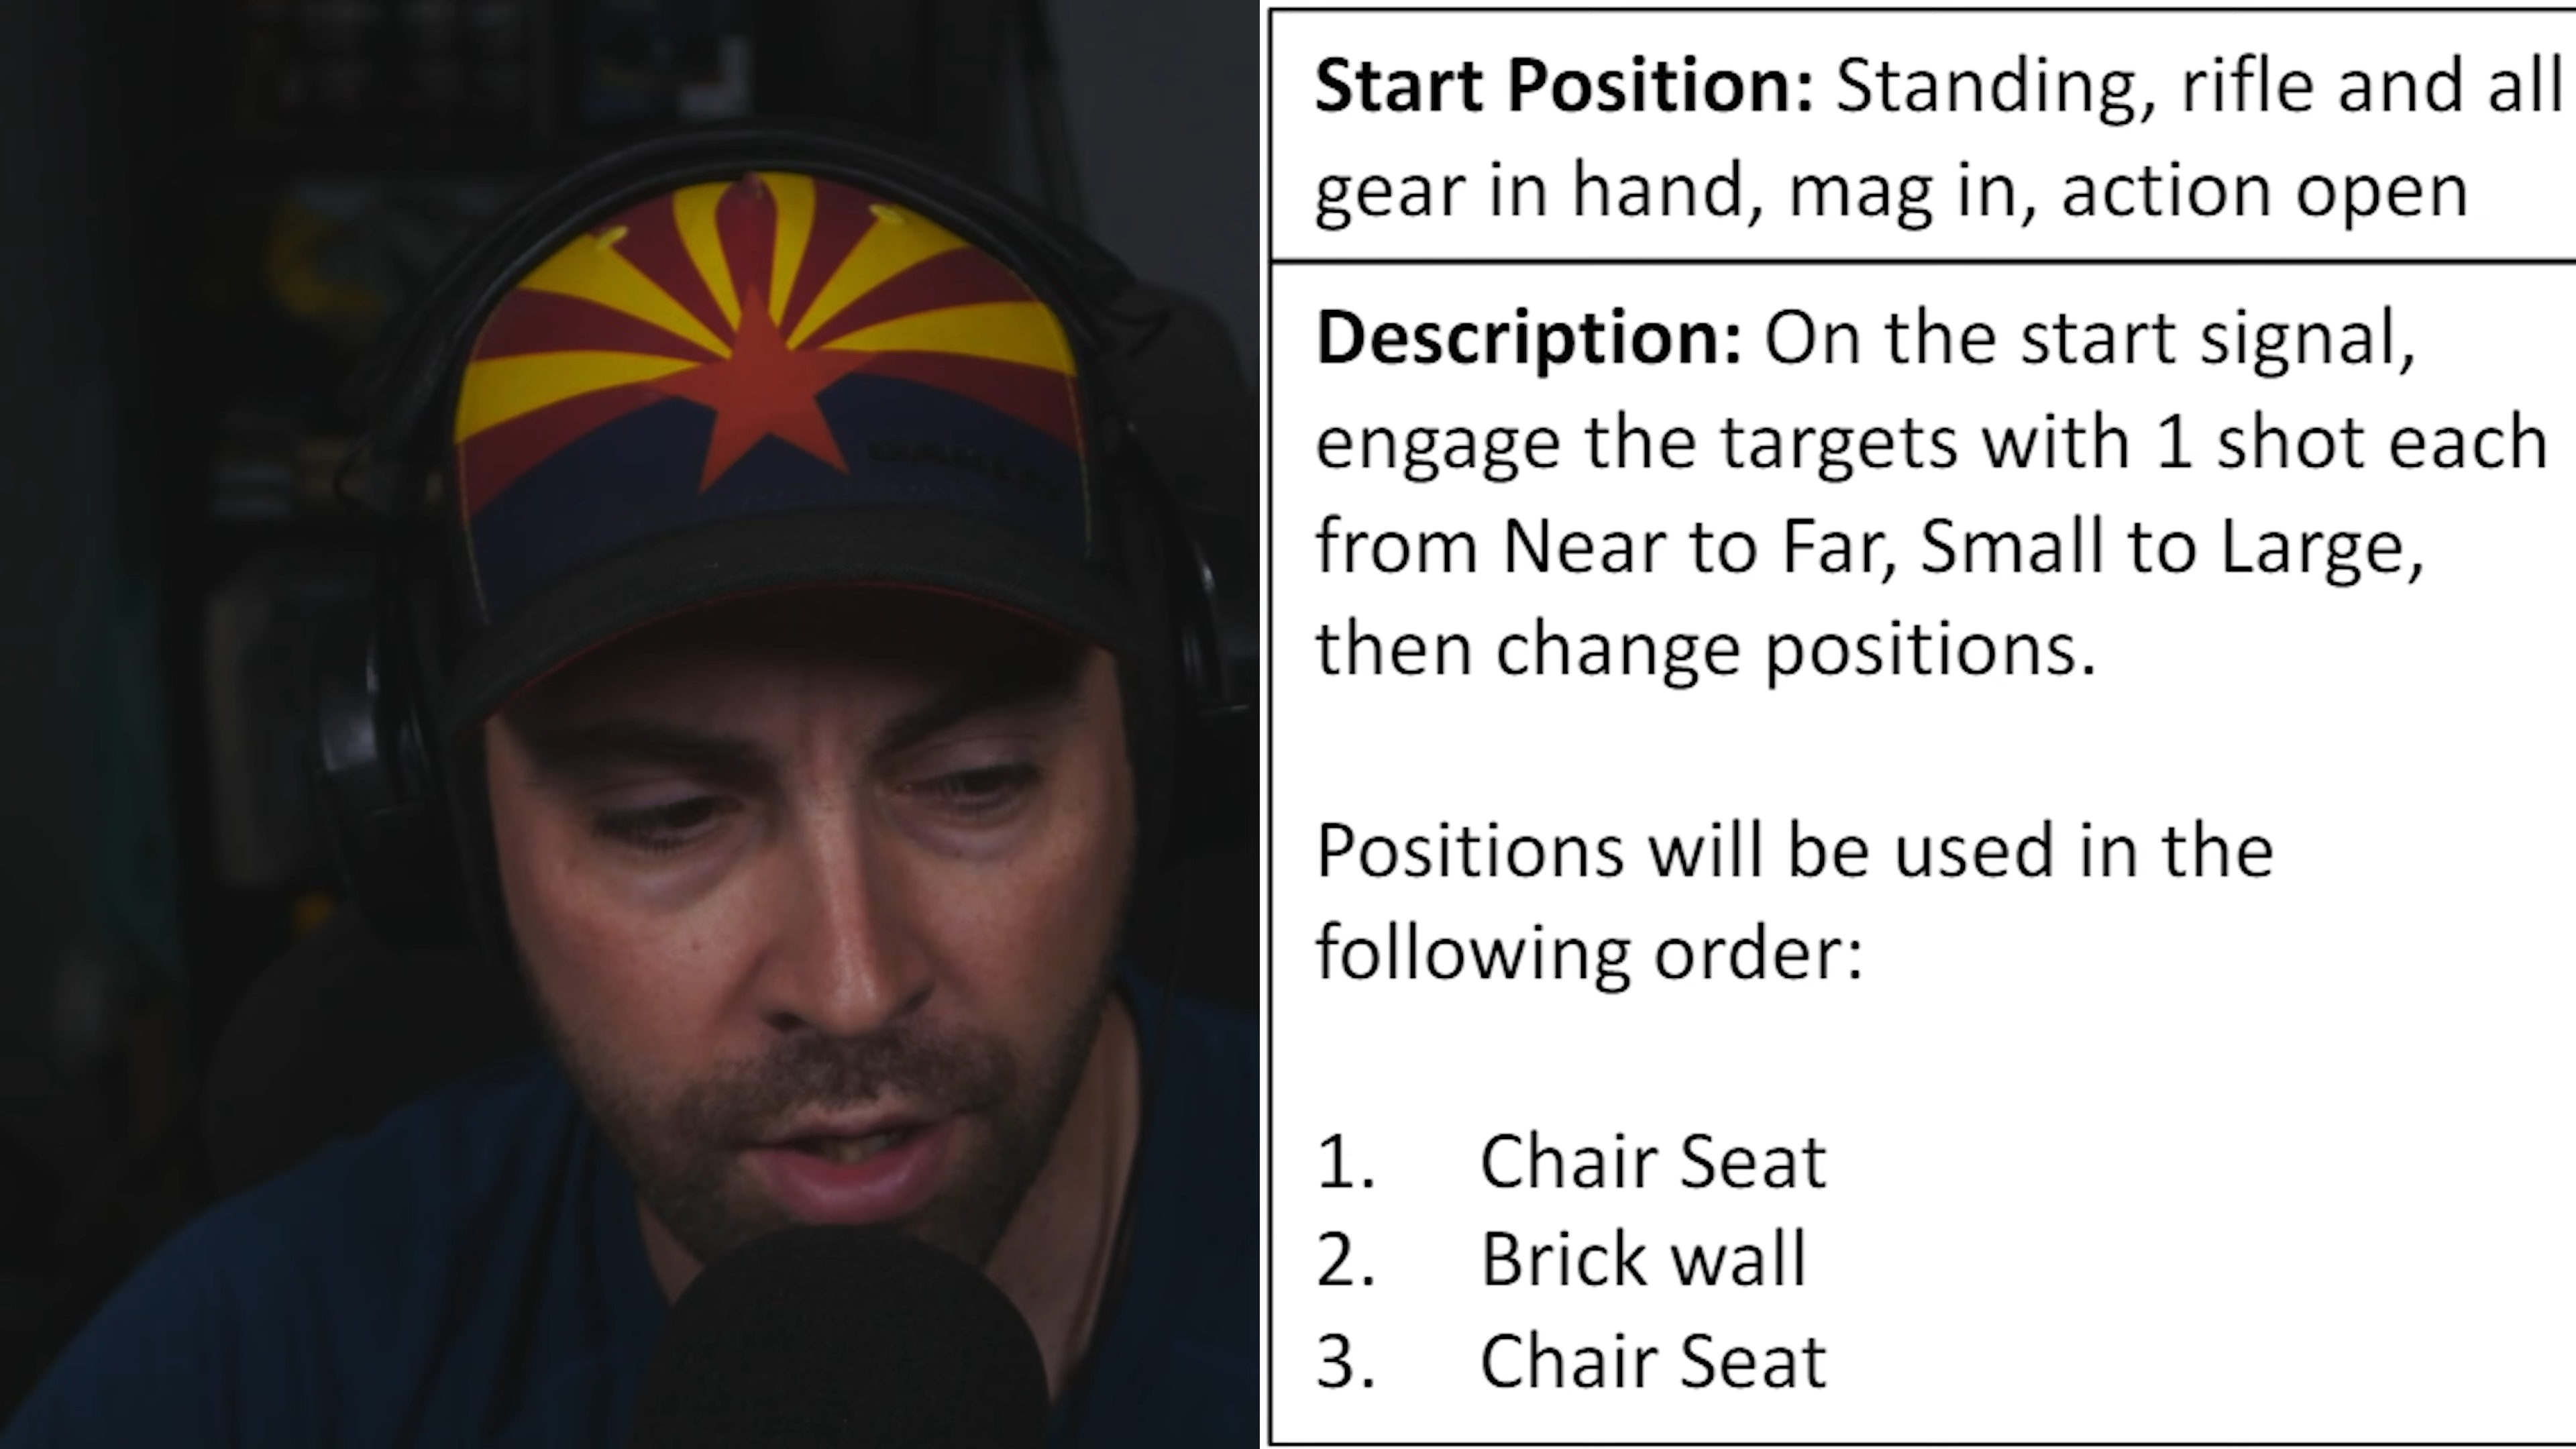 Start Position: Standing, rifle and all
gear in hand, mag in, action open
Description: On the start signal,
engage the targets with 1 shot each
from Near to Far, Small to Large,
then change positions.
Positions will be used in the
following order:
1. Chair Seat
2. Brick wall
3. Chair Seat